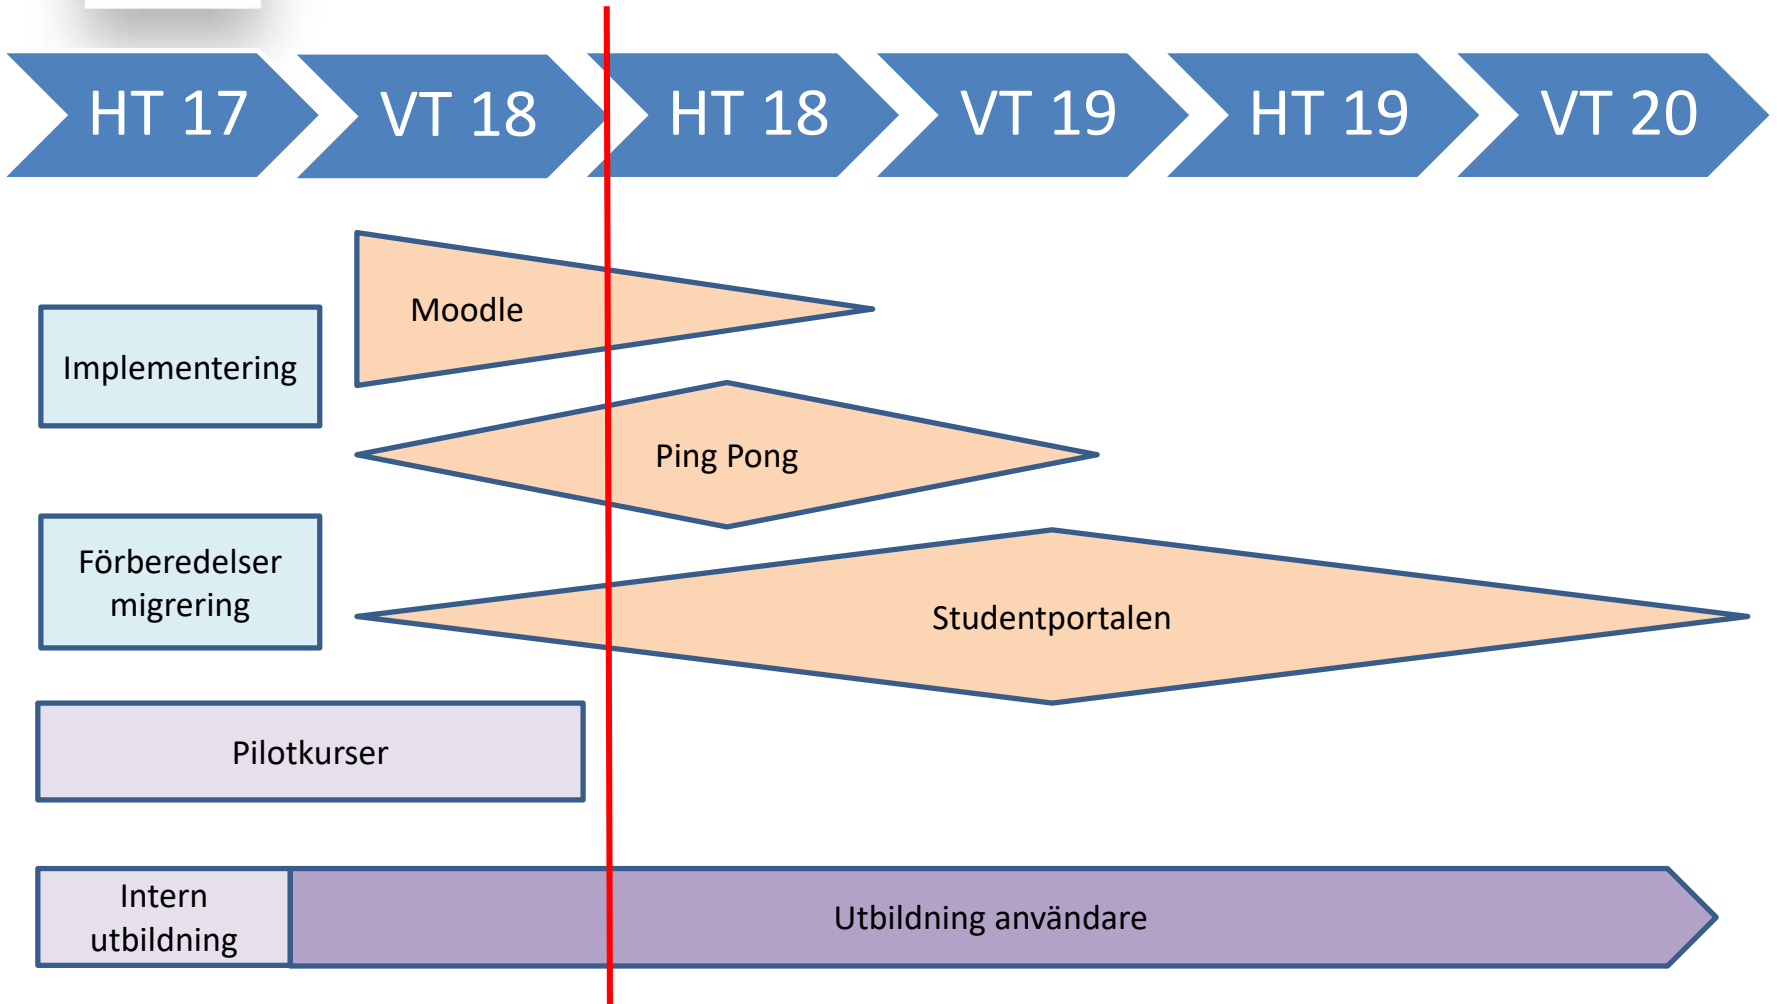 HT 17
VT 18
HT 18
VT 19
HT 19
VT 20
Moodle
Implementering
Ping Pong
Förberedelser
migrering
Studentportalen
Pilotkurser
Intern
utbildning
Utbildning användare